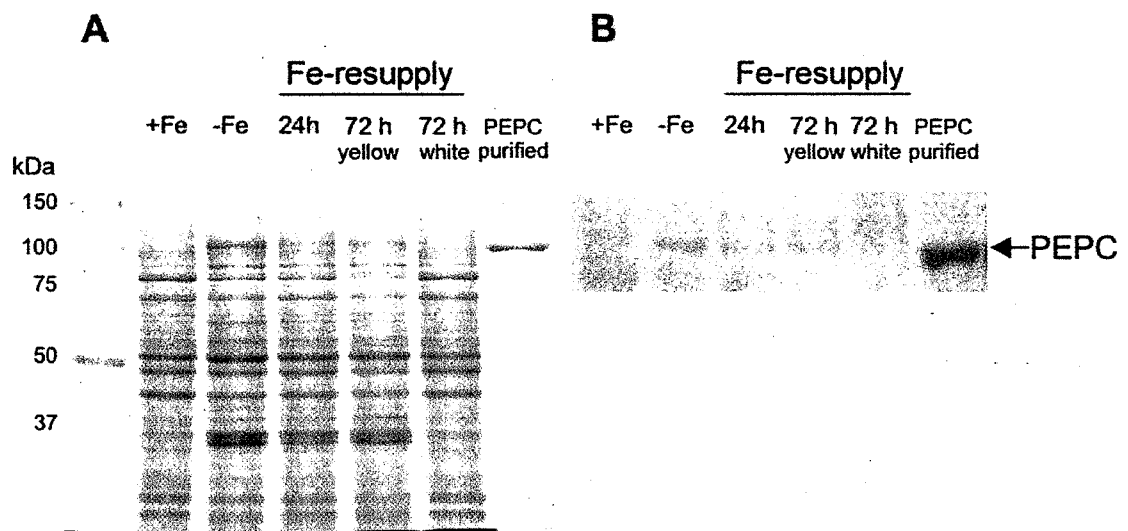 A
Fe-resupply
+Fe -Fe 24h 72 h 72 h PEPC
yellow white purified
kDa
150
100
75
50
37
B
Fe-resupply
+Fe -Fe 24h 72 h 72 h PEPC
yellow white purified
PEPC